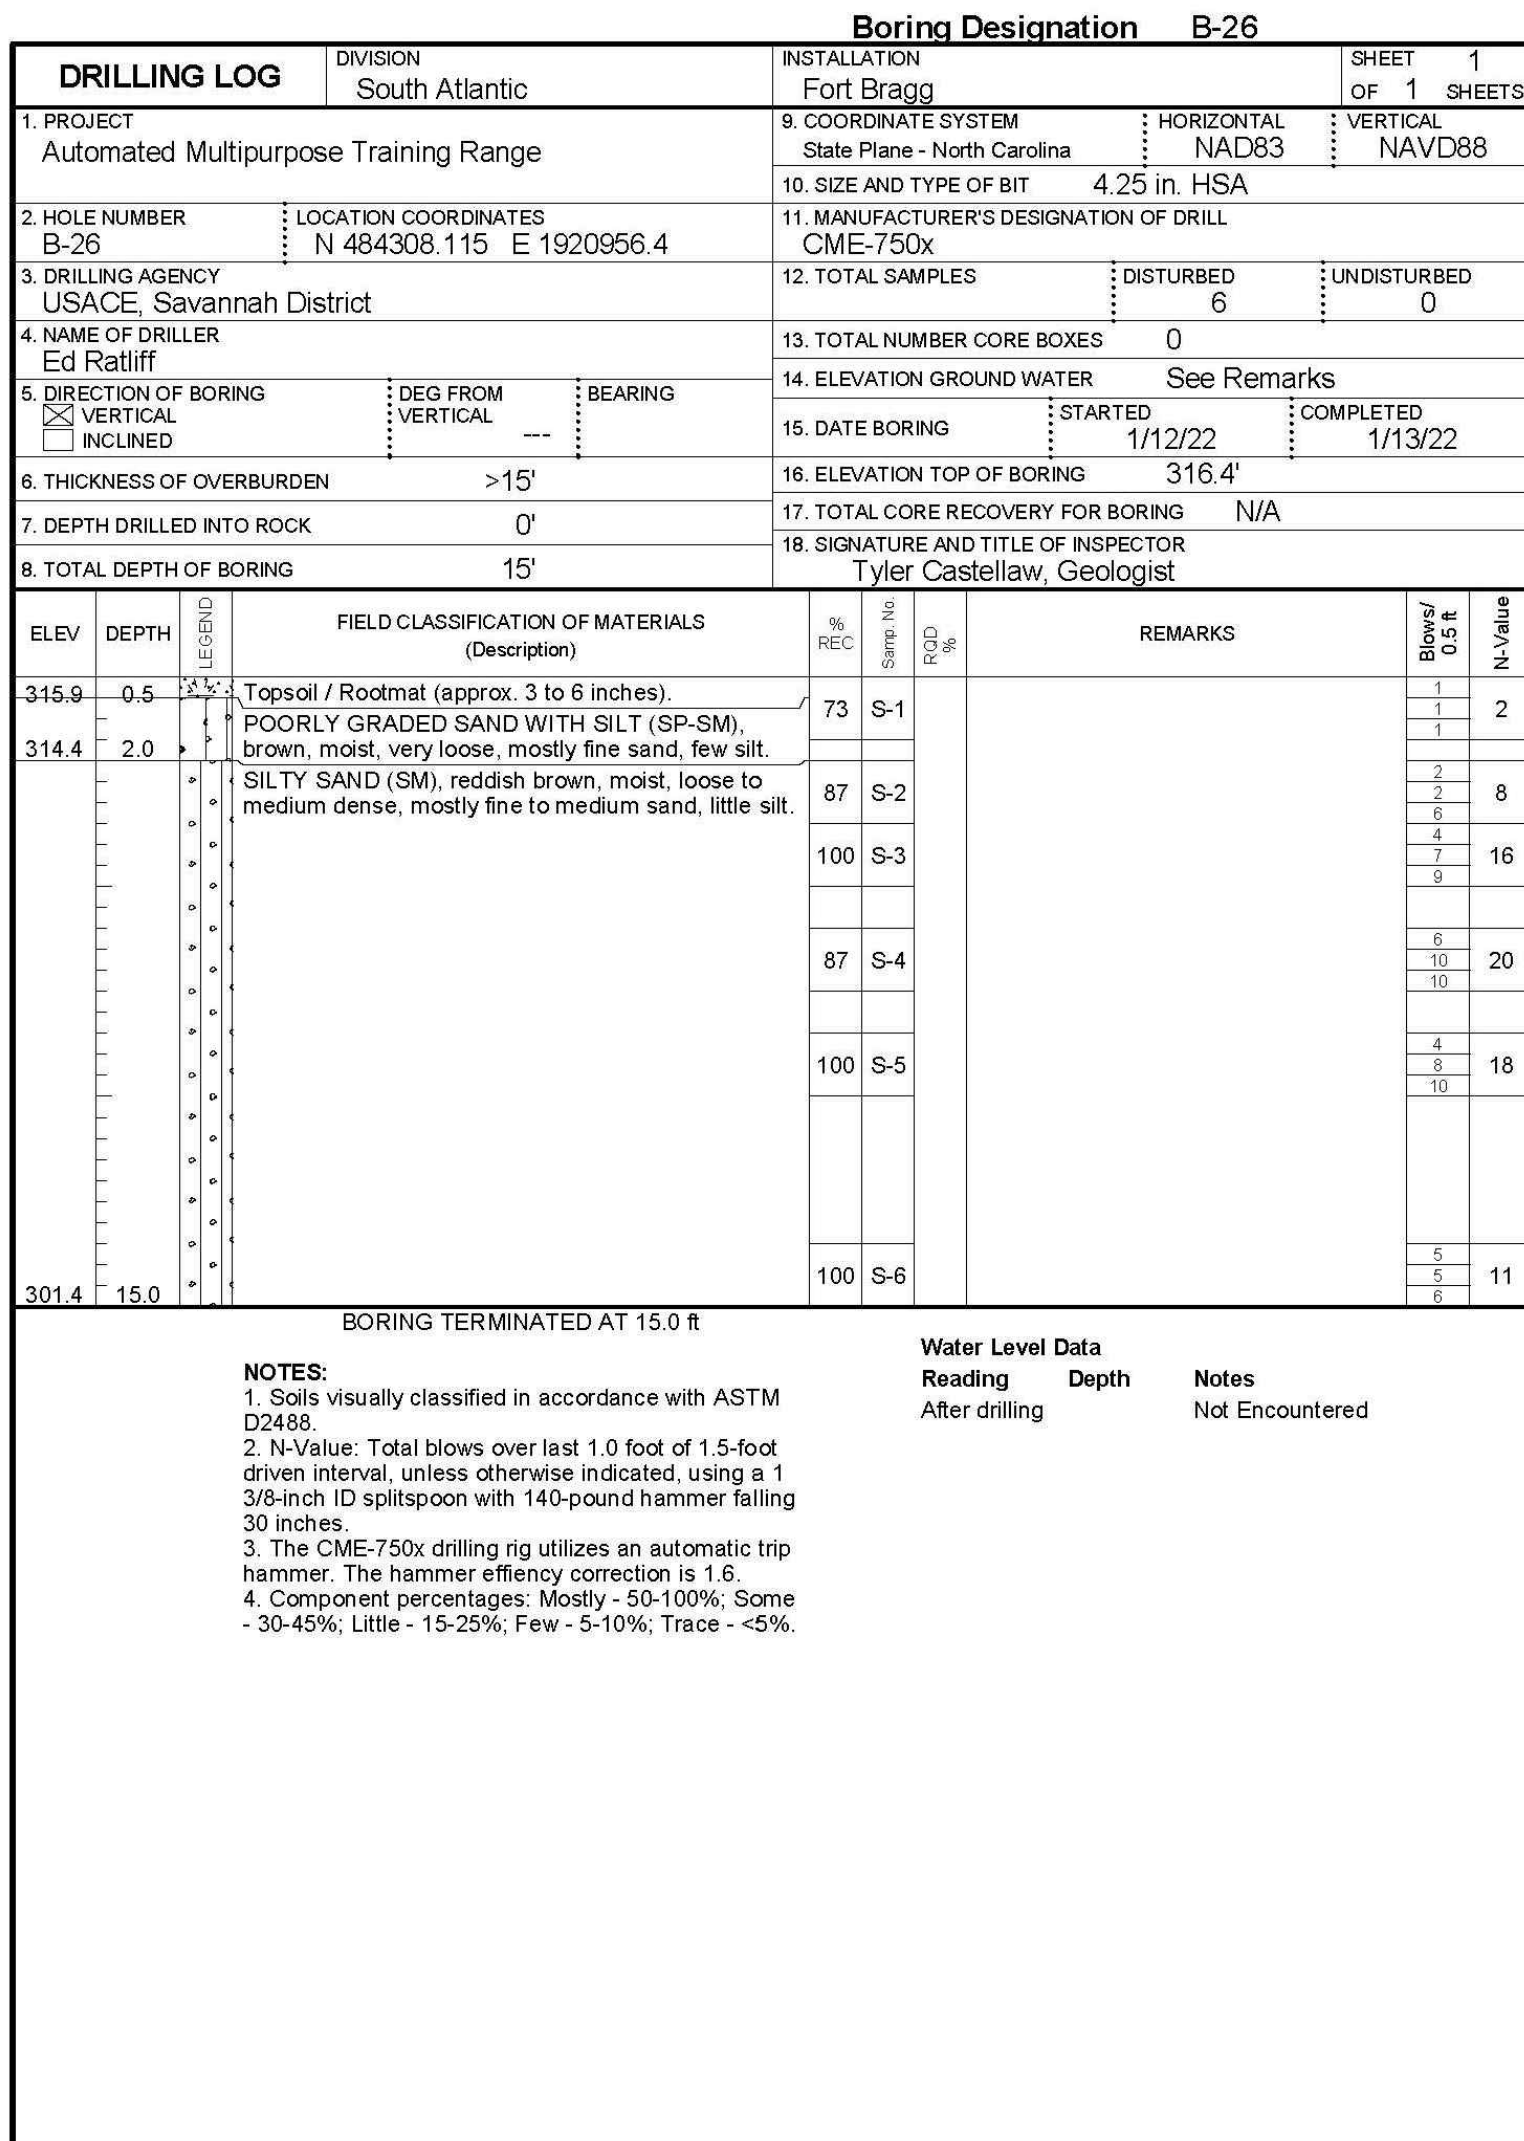 Boring Designation B-26
DRILLING LOG
DIVISION
South Atlantic
INSTALLATION
Fort Bragg
SHEET 1
OF 1 SHEETS
1. PROJECT
Automated Multipurpose Training Range
9. COORDINATE SYSTEM
State Plane - North Carolina
HORIZONTAL
NAD83
VERTICAL
NAVD88
10. SIZE AND TYPE OF BIT 4.25 in. HSA
2. HOLE NUMBER
B-26
LOCATION COORDINATES
N 484308.115 E 1920956.4
11. MANUFACTURER'S DESIGNATION OF DRILL
CME-750x
3. DRILLING AGENCY
USACE, Savannah District
12. TOTAL SAMPLES
DISTURBED
6
UNDISTURBED
0
4. NAME OF DRILLER
Ed Ratliff
13. TOTAL NUMBER CORE BOXES 0
14. ELEVATION GROUND WATER See Remarks
5. DIRECTION OF BORING
VERTICAL
INCLINED
DEG FROM
VERTICAL
---
BEARING
15. DATE BORING
STARTED
1/12/22
COMPLETED
1/13/22
6. THICKNESS OF OVERBURDEN >15'
16. ELEVATION TOP OF BORING 316.4'
7. DEPTH DRILLED INTO ROCK 0'
17. TOTAL CORE RECOVERY FOR BORING N/A
8. TOTAL DEPTH OF BORING 15'
18. SIGNATURE AND TITLE OF INSPECTOR
Tyler Castellaw, Geologist
ELEV
DEPTH
LEGEND
FIELD CLASSIFICATION OF MATERIALS
(Description)
%
REC
Samp. No.
RQD
%
REMARKS
Blows/
0.5 ft
N-Value
315.9 0.5 Topsoil / Rootmat (approx. 3 to 6 inches).
POORLY GRADED SAND WITH SILT (SP-SM),
brown, moist, very loose, mostly fine sand, few silt.
314.4 2.0
73 S-1
1
1
1
2
SILTY SAND (SM), reddish brown, moist, loose to
medium dense, mostly fine to medium sand, little silt.
87 S-2
2
2
6
8
100 S-3
4
7
9
16
87 S-4
6
10
10
20
100 S-5
4
8
10
18
100 S-6
5
5
6
11
301.4 15.0
BORING TERMINATED AT 15.0 ft
NOTES:
1. Soils visually classified in accordance with ASTM
D2488.
2. N-Value: Total blows over last 1.0 foot of 1.5-foot
driven interval, unless otherwise indicated, using a 1
3/8-inch ID splitspoon with 140-pound hammer falling
30 inches.
3. The CME-750x drilling rig utilizes an automatic trip
hammer. The hammer effiency correction is 1.6.
4. Component percentages: Mostly - 50-100%; Some
- 30-45%; Little - 15-25%; Few - 5-10%; Trace - <5%.
Water Level Data
Reading Depth Notes
After drilling Not Encountered